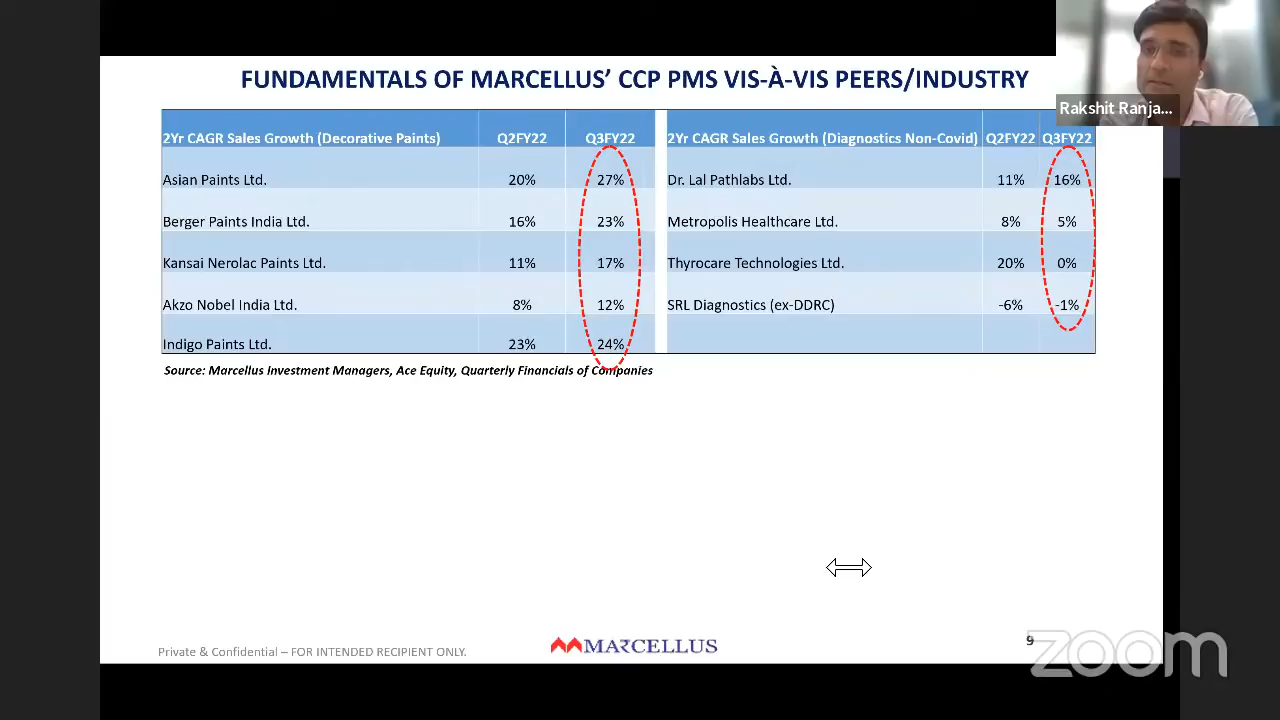 FUNDAMENTALS OF MARCELLUS' CCP PMS VIS-À-VIS PEERS/INDUSTRY
Rakshit Ranja...
2Yr CAGR Sales Growth (Decorative Paints) Q2FY22 Q3FY22 2Yr CAGR Sales Growth (Diagnostics Non-Covid) Q2FY22 Q3FY22
Asian Paints Ltd. 20% 27% Dr. Lal Pathlabs Ltd. 11% 16%
Berger Paints India Ltd. 16% 23% Metropolis Healthcare Ltd. 8% 5%
Kansai Nerolac Paints Ltd. 11% 17% Thyrocare Technologies Ltd. 20% 0%
Akzo Nobel India Ltd. 8% 12% SRL Diagnostics (ex-DDRC) -6% -1%
Indigo Paints Ltd. 23% 24%
Source: Marcellus Investment Managers, Ace Equity, Quarterly Financials of Companies
Private & Confidential – FOR INTENDED RECIPIENT ONLY.
MARCELLUS
9
zoom